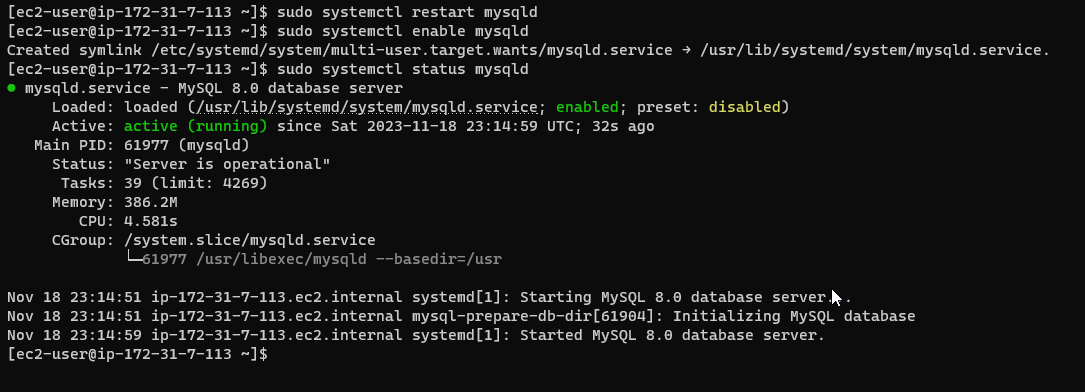 [ec2-user@ip-172-31-7-113 ~]$ sudo systemctl restart mysqld
[ec2-user@ip-172-31-7-113 ~]$ sudo systemctl enable mysqld
Created symlink /etc/systemd/system/multi-user.target.wants/mysqld.service → /usr/lib/systemd/system/mysqld.service.
[ec2-user@ip-172-31-7-113 ~]$ sudo systemctl status mysqld
● mysqld.service - MySQL 8.0 database server
     Loaded: loaded (/usr/lib/systemd/system/mysqld.service; enabled; preset: disabled)
     Active: active (running) since Sat 2023-11-18 23:14:59 UTC; 32s ago
   Main PID: 61977 (mysqld)
     Status: "Server is operational"
      Tasks: 39 (limit: 4269)
     Memory: 386.2M
        CPU: 4.581s
     CGroup: /system.slice/mysqld.service
             └─61977 /usr/libexec/mysqld --basedir=/usr

Nov 18 23:14:51 ip-172-31-7-113.ec2.internal systemd[1]: Starting MySQL 8.0 database server...
Nov 18 23:14:51 ip-172-31-7-113.ec2.internal mysql-prepare-db-dir[61904]: Initializing MySQL database
Nov 18 23:14:59 ip-172-31-7-113.ec2.internal systemd[1]: Started MySQL 8.0 database server.
[ec2-user@ip-172-31-7-113 ~]$